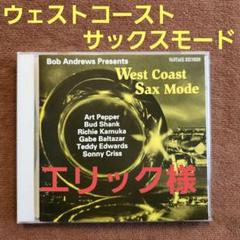 ウェストコースト
サックスモード
Bob Andrews Presents
VANTAGE RECORDS
West Coast
Sax Mode
Art Pepper
Bud Shank
Richie Kamuka
Gabe Baltazar
Teddy Edwards
Sonny Criss
エリック様